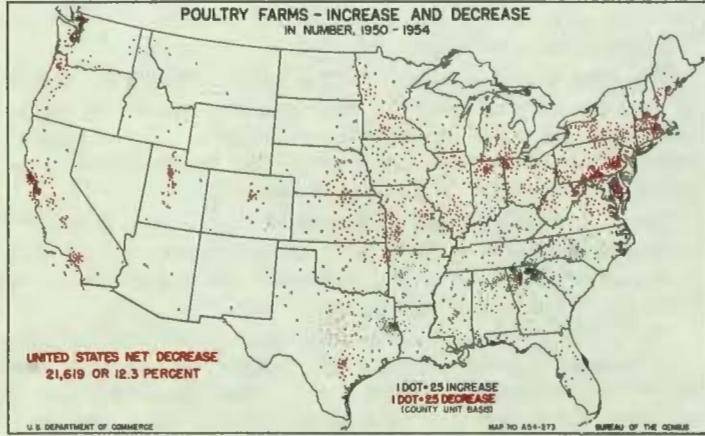 POULTRY FARMS - INCREASE AND DECREASE
IN NUMBER, 1950 - 1954
UNITED STATES NET DECREASE
21,619 OR 12.3 PERCENT
1 DOT=25 INCREASE
1 DOT=25 DECREASE
(COUNTY UNIT BASIS)
U. S. DEPARTMENT OF COMMERCE
MAP NO A54-273
BUREAU OF THE CENSUS